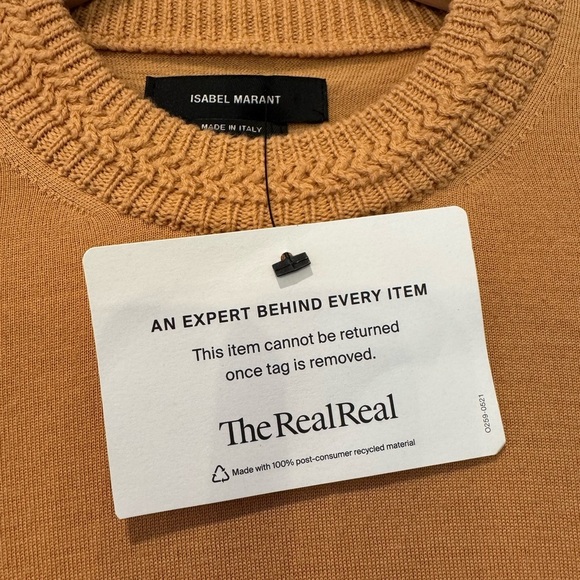 ISABEL MARANT
MADE IN ITALY
AN EXPERT BEHIND EVERY ITEM
This item cannot be returned
once tag is removed.
The RealReal
Made with 100% post-consumer recycled material
O259-0521